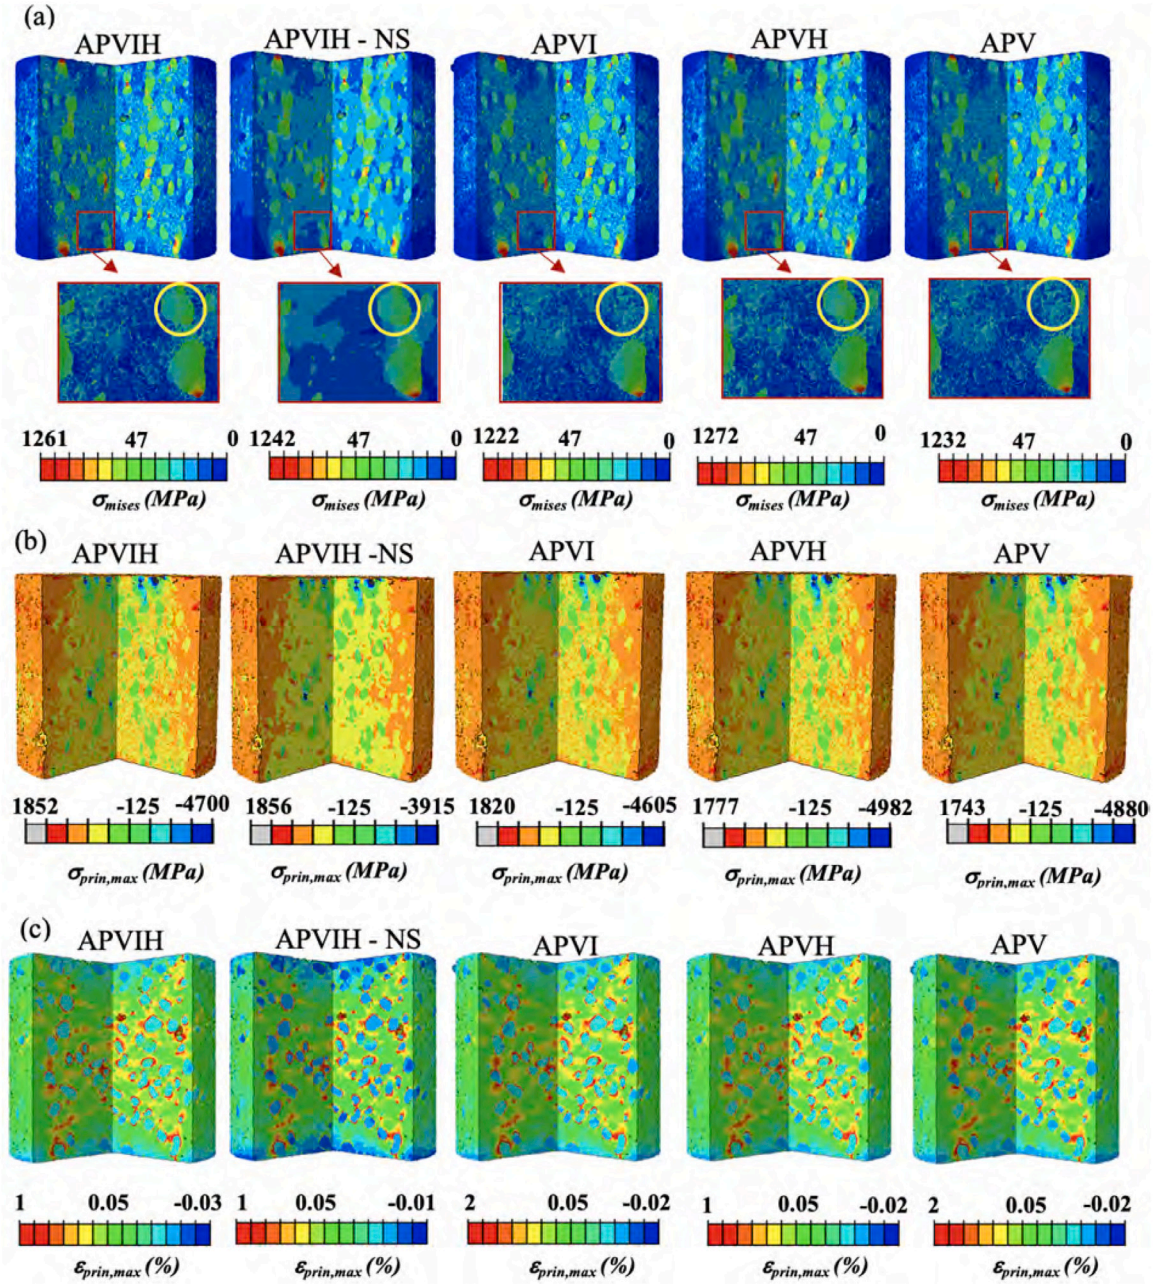 (a)
APVIH APVIH - NS APVI APVH APV
1261 47 0 1242 47 0 1222 47 0 1272 47 0 1232 47 0
σmises (MPa) σmises (MPa) σmises (MPa) σmises (MPa) σmises (MPa)
(b)
APVIH APVIH -NS APVI APVH APV
1852 -125 -4700 1856 -125 -3915 1820 -125 -4605 1777 -125 -4982 1743 -125 -4880
σprin,max (MPa) σprin,max (MPa) σprin,max (MPa) σprin,max (MPa) σprin,max (MPa)
(c)
APVIH APVIH - NS APVI APVH APV
1 0.05 -0.03 1 0.05 -0.01 2 0.05 -0.02 1 0.05 -0.02 2 0.05 -0.02
εprin,max (%) εprin,max (%) εprin,max (%) εprin,max (%) εprin,max (%)